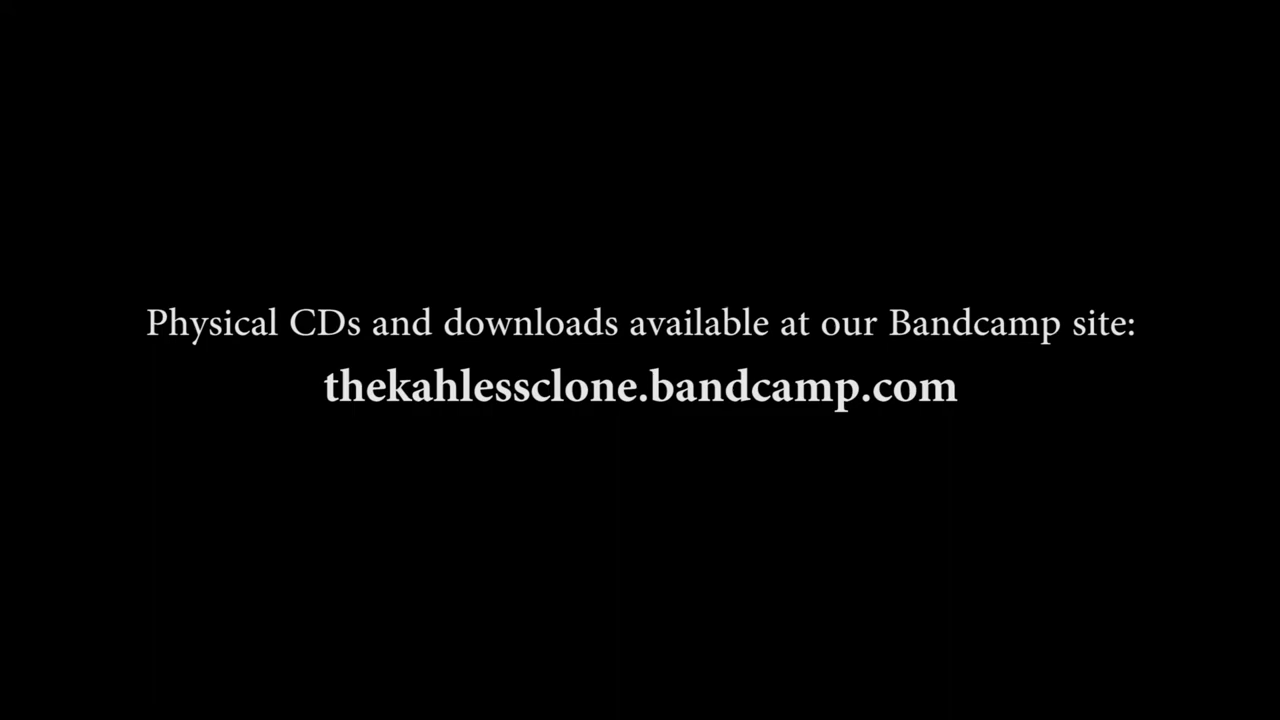 Physical CDs and downloads available at our Bandcamp site:
thekahlessclone.bandcamp.com